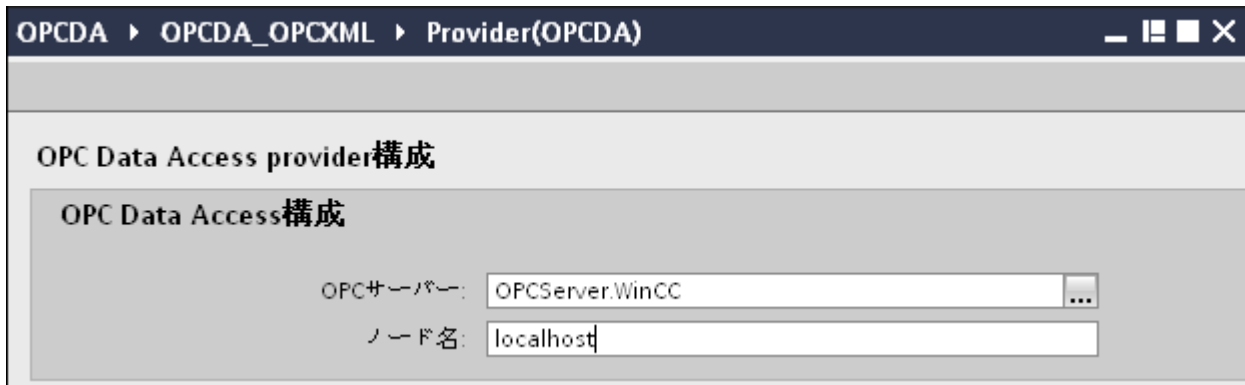 OPCDA ▸ OPCDA_OPCXML ▸ Provider(OPCDA)
OPC Data Access provider構成
OPC Data Access構成
OPCサーバー: OPCServer.WinCC ...
ノード名: localhost